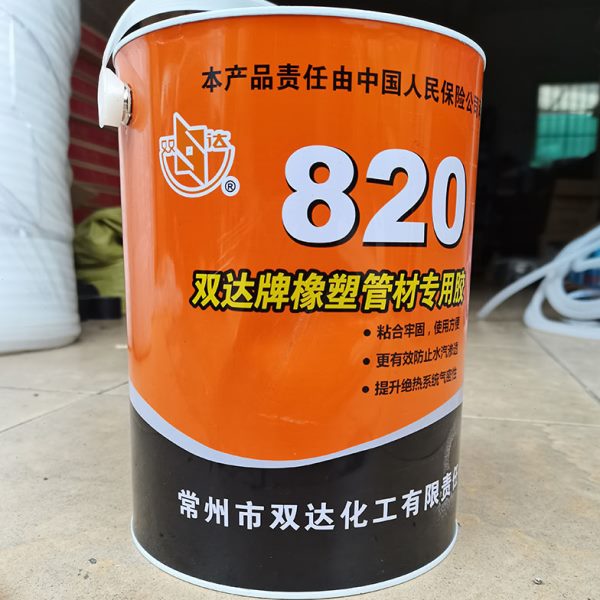 本产品责任由中国人民保险公司
双达
®
820
双达牌橡塑管材专用胶
• 粘合牢固，使用方便
• 更有效防止水汽渗透
• 提升绝热系统气密性
常州市双达化工有限责任